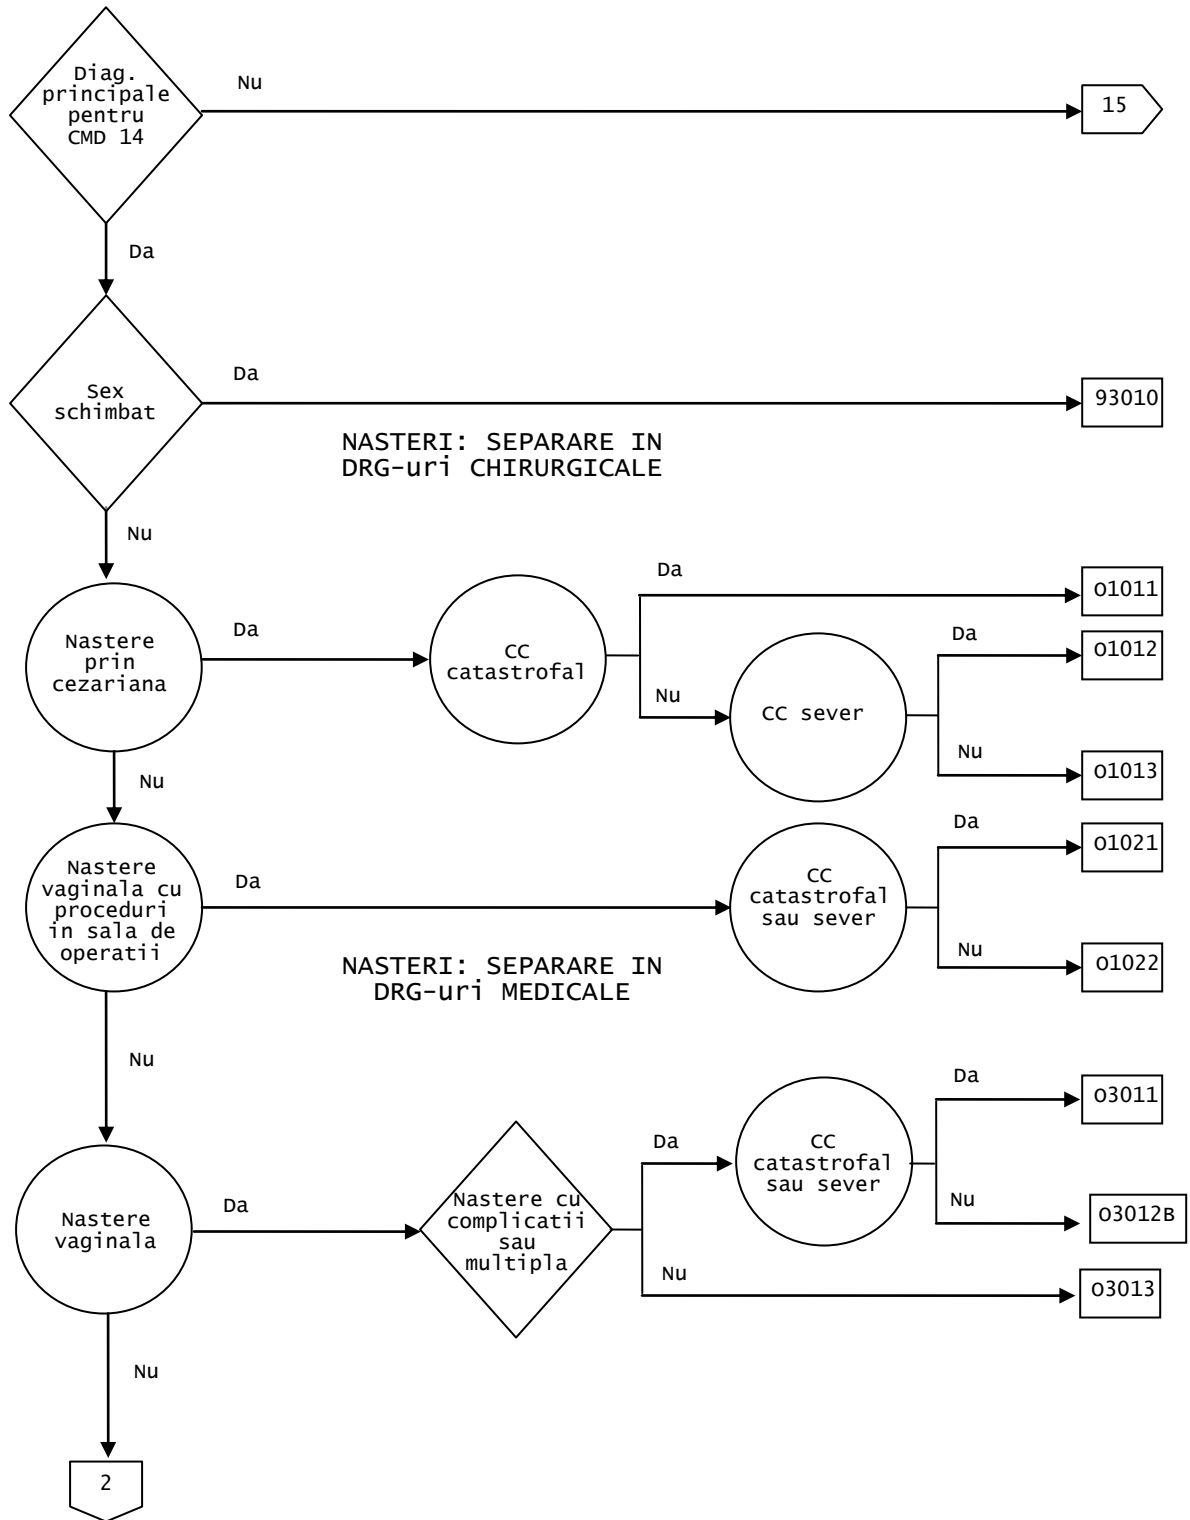 Diag.
principale
pentru
CMD 14
Nu
15
Da
Sex
schimbat
Da
93010
NASTERI: SEPARARE IN
DRG-uri CHIRURGICALE
Nu
Nastere
prin
cezariana
Da
CC
catastrofal
Da
O1011
Nu
CC sever
Da
O1012
Nu
O1013
Nu
Nastere
vaginala cu
proceduri
in sala de
operatii
Da
CC
catastrofal
sau sever
Da
O1021
Nu
O1022
NASTERI: SEPARARE IN
DRG-uri MEDICALE
Nu
Nastere
vaginala
Da
Nastere cu
complicatii
sau
multipla
Da
CC
catastrofal
sau sever
Da
O3011
Nu
O3012B
Nu
O3013
Nu
2